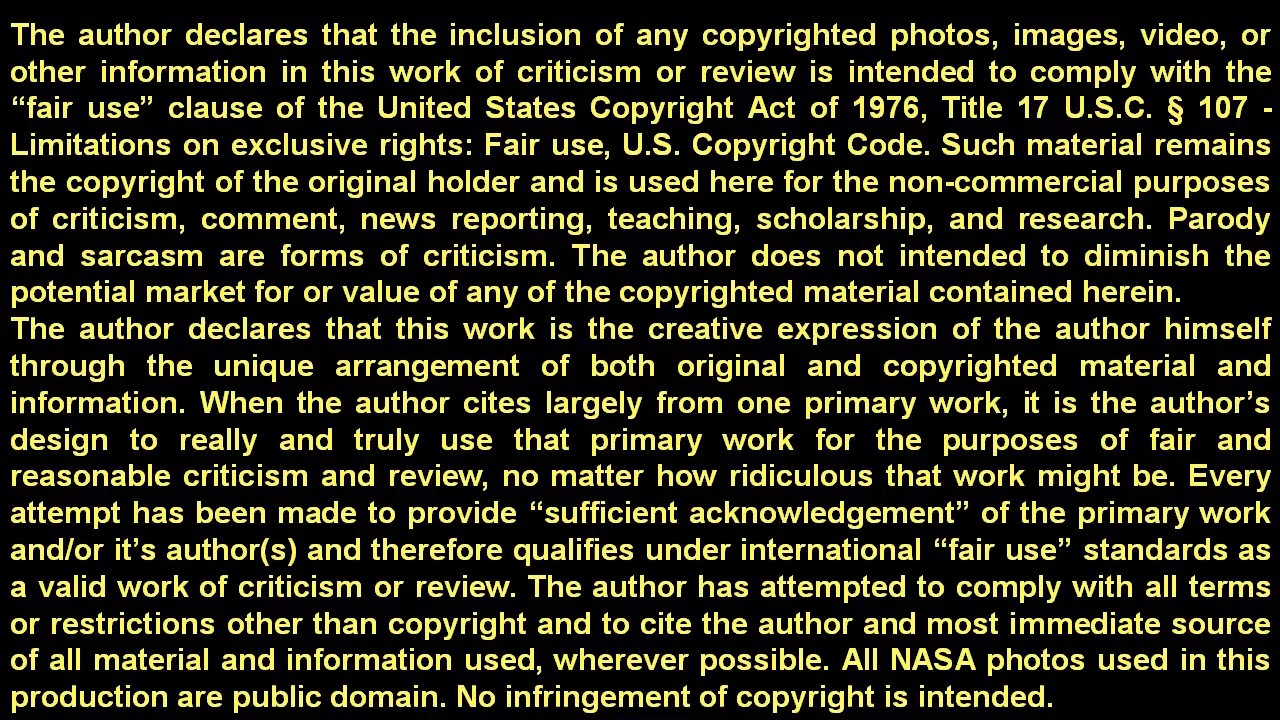 The author declares that the inclusion of any copyrighted photos, images, video, or
other information in this work of criticism or review is intended to comply with the
“fair use” clause of the United States Copyright Act of 1976, Title 17 U.S.C. § 107 -
Limitations on exclusive rights: Fair use, U.S. Copyright Code. Such material remains
the copyright of the original holder and is used here for the non-commercial purposes
of criticism, comment, news reporting, teaching, scholarship, and research. Parody
and sarcasm are forms of criticism. The author does not intended to diminish the
potential market for or value of any of the copyrighted material contained herein.
The author declares that this work is the creative expression of the author himself
through the unique arrangement of both original and copyrighted material and
information. When the author cites largely from one primary work, it is the author’s
design to really and truly use that primary work for the purposes of fair and
reasonable criticism and review, no matter how ridiculous that work might be. Every
attempt has been made to provide “sufficient acknowledgement” of the primary work
and/or it’s author(s) and therefore qualifies under international “fair use” standards as
a valid work of criticism or review. The author has attempted to comply with all terms
or restrictions other than copyright and to cite the author and most immediate source
of all material and information used, wherever possible. All NASA photos used in this
production are public domain. No infringement of copyright is intended.